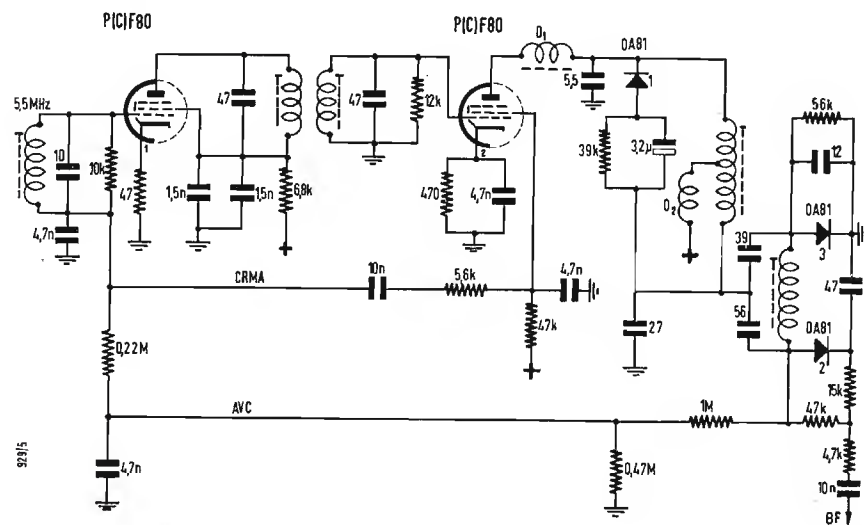 P(C)F80
P(C)F80
D1
OA81
5,5MHz
47
47
12k
5,5
1
56k
10
10k
1
2
39k
3,2µ
12
47
1,5n
1,5n
6,8k
470
4,7n
D2
OA81
4,7n
39
3
10n
5,6k
4,7n
CRMA
47
56
OA81
0,22M
47k
27
2
15k
AVC
1M
47k
4,7k
929/5
4,7n
0,47M
10n
BF